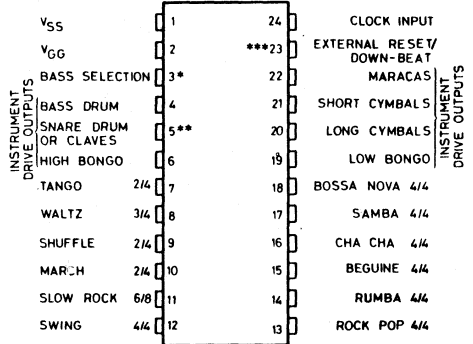 VSS 1 24 CLOCK INPUT
VGG 2 ***23 EXTERNAL RESET/
DOWN-BEAT
BASS SELECTION 3* 22 MARACAS
BASS DRUM 4 21 SHORT CYMBALS
SNARE DRUM
OR CLAVES 5** 20 LONG CYMBALS
HIGH BONGO 6 19 LOW BONGO
INSTRUMENT
DRIVE OUTPUTS
INSTRUMENT
DRIVE OUTPUTS
TANGO 2/4 7 18 BOSSA NOVA 4/4
WALTZ 3/4 8 17 SAMBA 4/4
SHUFFLE 2/4 9 16 CHA CHA 4/4
MARCH 2/4 10 15 BEGUINE 4/4
SLOW ROCK 6/8 11 14 RUMBA 4/4
SWING 4/4 12 13 ROCK POP 4/4